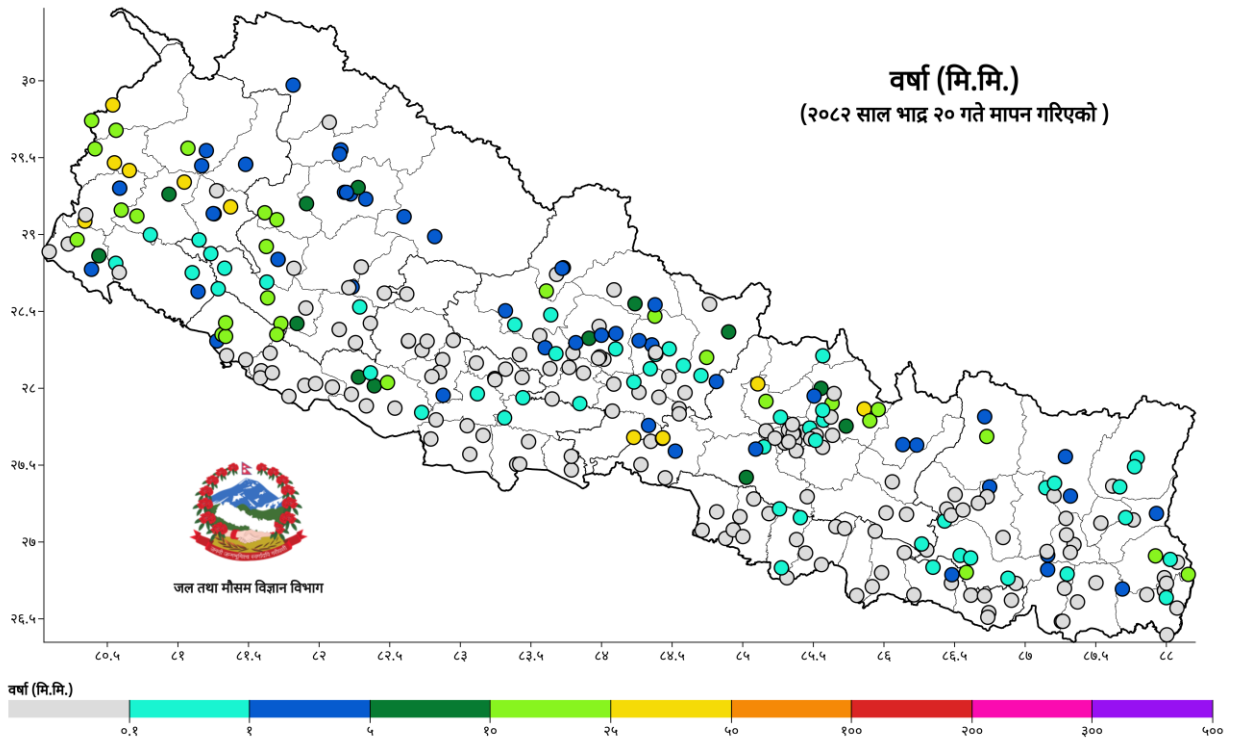 वर्षा (मि.मि.)
(२०८२ साल भाद्र २० गते मापन गरिएको )
३०
२९.५
२९
२८.५
२८
२७.५
२७
२६.५
जल तथा मौसम विज्ञान विभाग
८०.५ ८१ ८१.५ ८२ ८२.५ ८३ ८३.५ ८४ ८४.५ ८५ ८५.५ ८६ ८६.५ ८७ ८७.५ ८८
वर्षा (मि.मि.)
०.१ १ ५ १० २५ ५० १०० २०० ३०० ५००